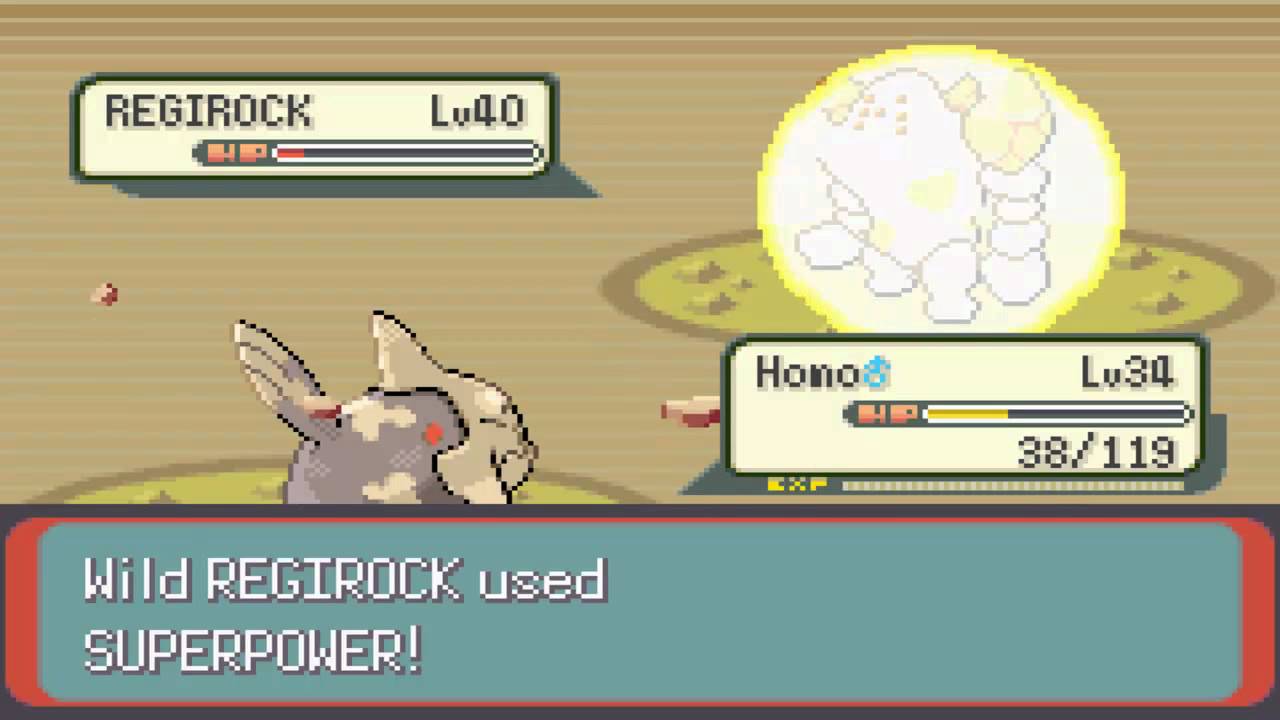 REGIROCK Lv40
HP
Homo♂ Lv34
HP
38/119
EXP
Wild REGIROCK used
SUPERPOWER!